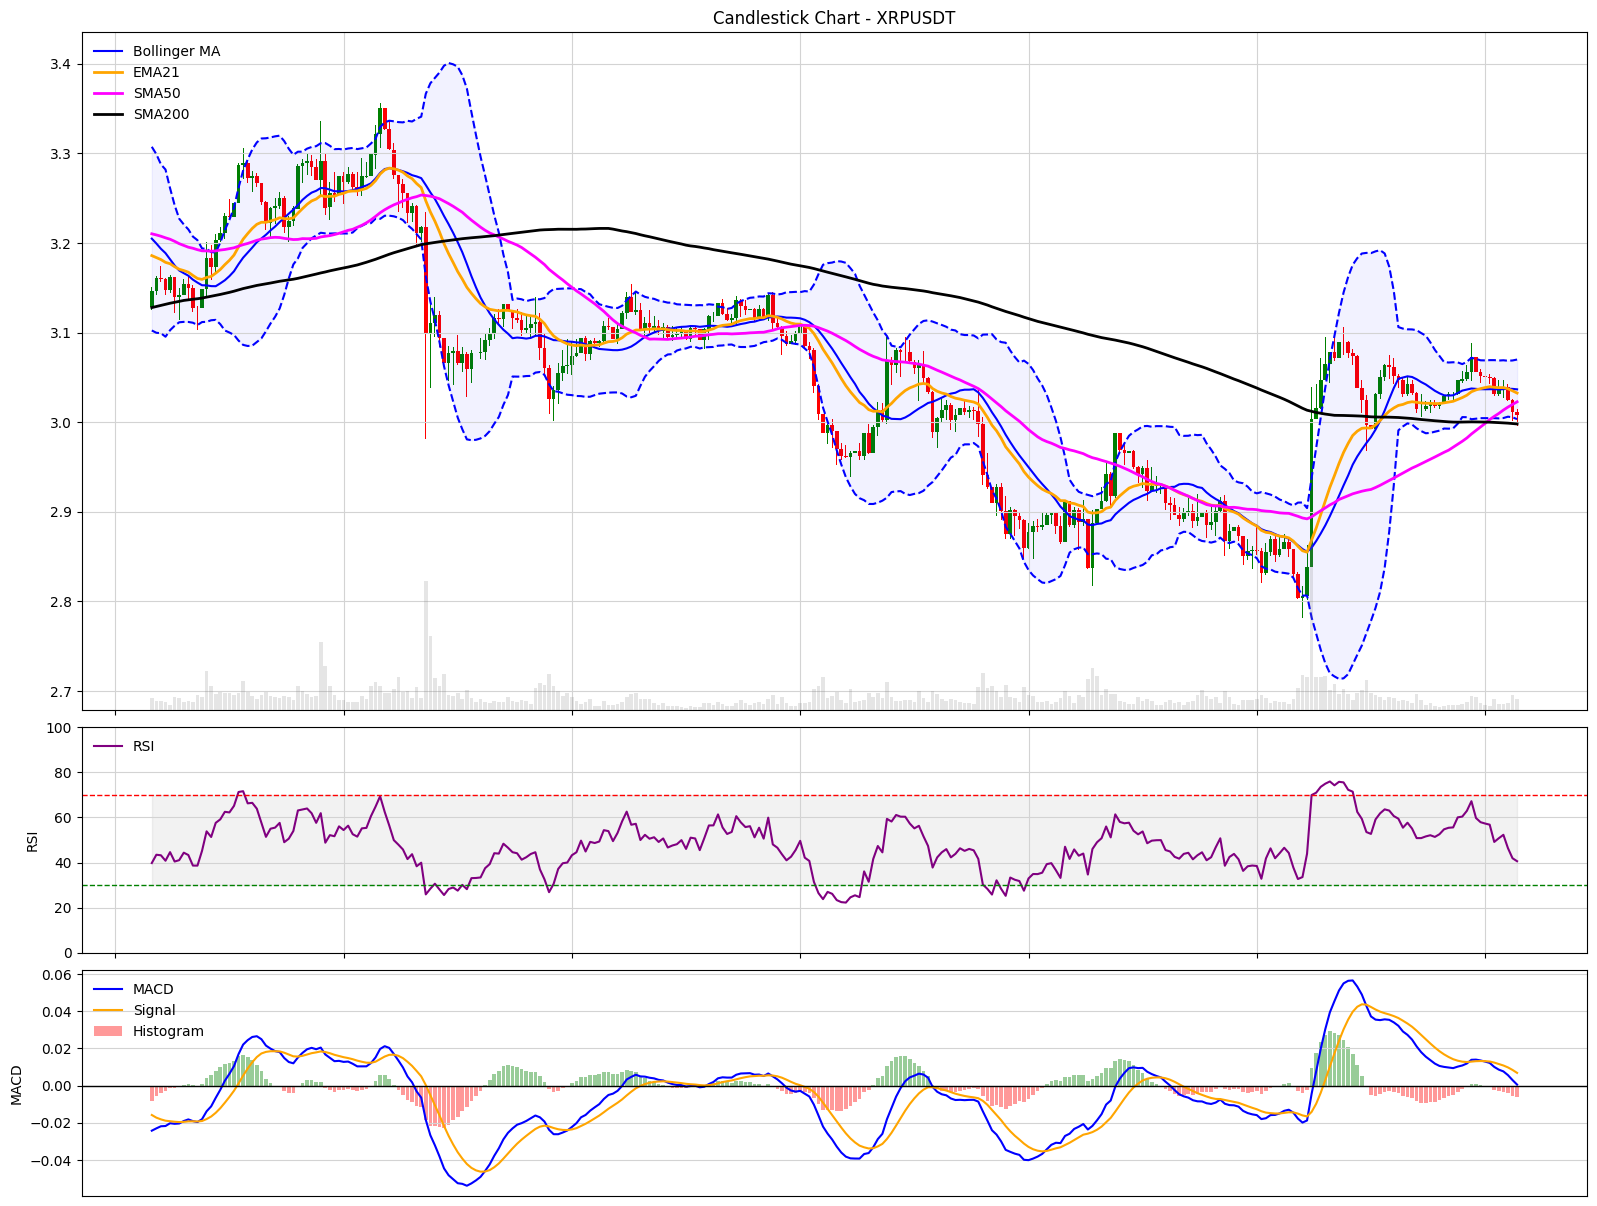 Candlestick Chart - XRPUSDT
Bollinger MA
EMA21
SMA50
SMA200
3.4
3.3
3.2
3.1
3.0
2.9
2.8
2.7
RSI
RSI
100
80
60
40
20
0
MACD
Signal
Histogram
MACD
0.06
0.04
0.02
0.00
−0.02
−0.04